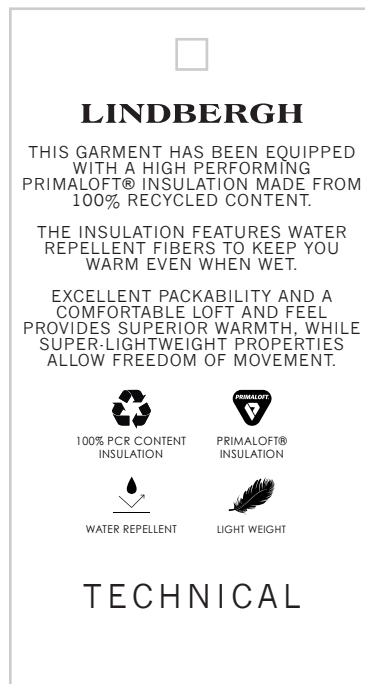 LINDBERGH
THIS GARMENT HAS BEEN EQUIPPED
WITH A HIGH PERFORMING
PRIMALOFT® INSULATION MADE FROM
100% RECYCLED CONTENT.
THE INSULATION FEATURES WATER
REPELLENT FIBERS TO KEEP YOU
WARM EVEN WHEN WET.
EXCELLENT PACKABILITY AND A
COMFORTABLE LOFT AND FEEL
PROVIDES SUPERIOR WARMTH, WHILE
SUPER-LIGHTWEIGHT PROPERTIES
ALLOW FREEDOM OF MOVEMENT.
PRIMALOFT.
100% PCR CONTENT
INSULATION
PRIMALOFT®
INSULATION
WATER REPELLENT
LIGHT WEIGHT
TECHNICAL